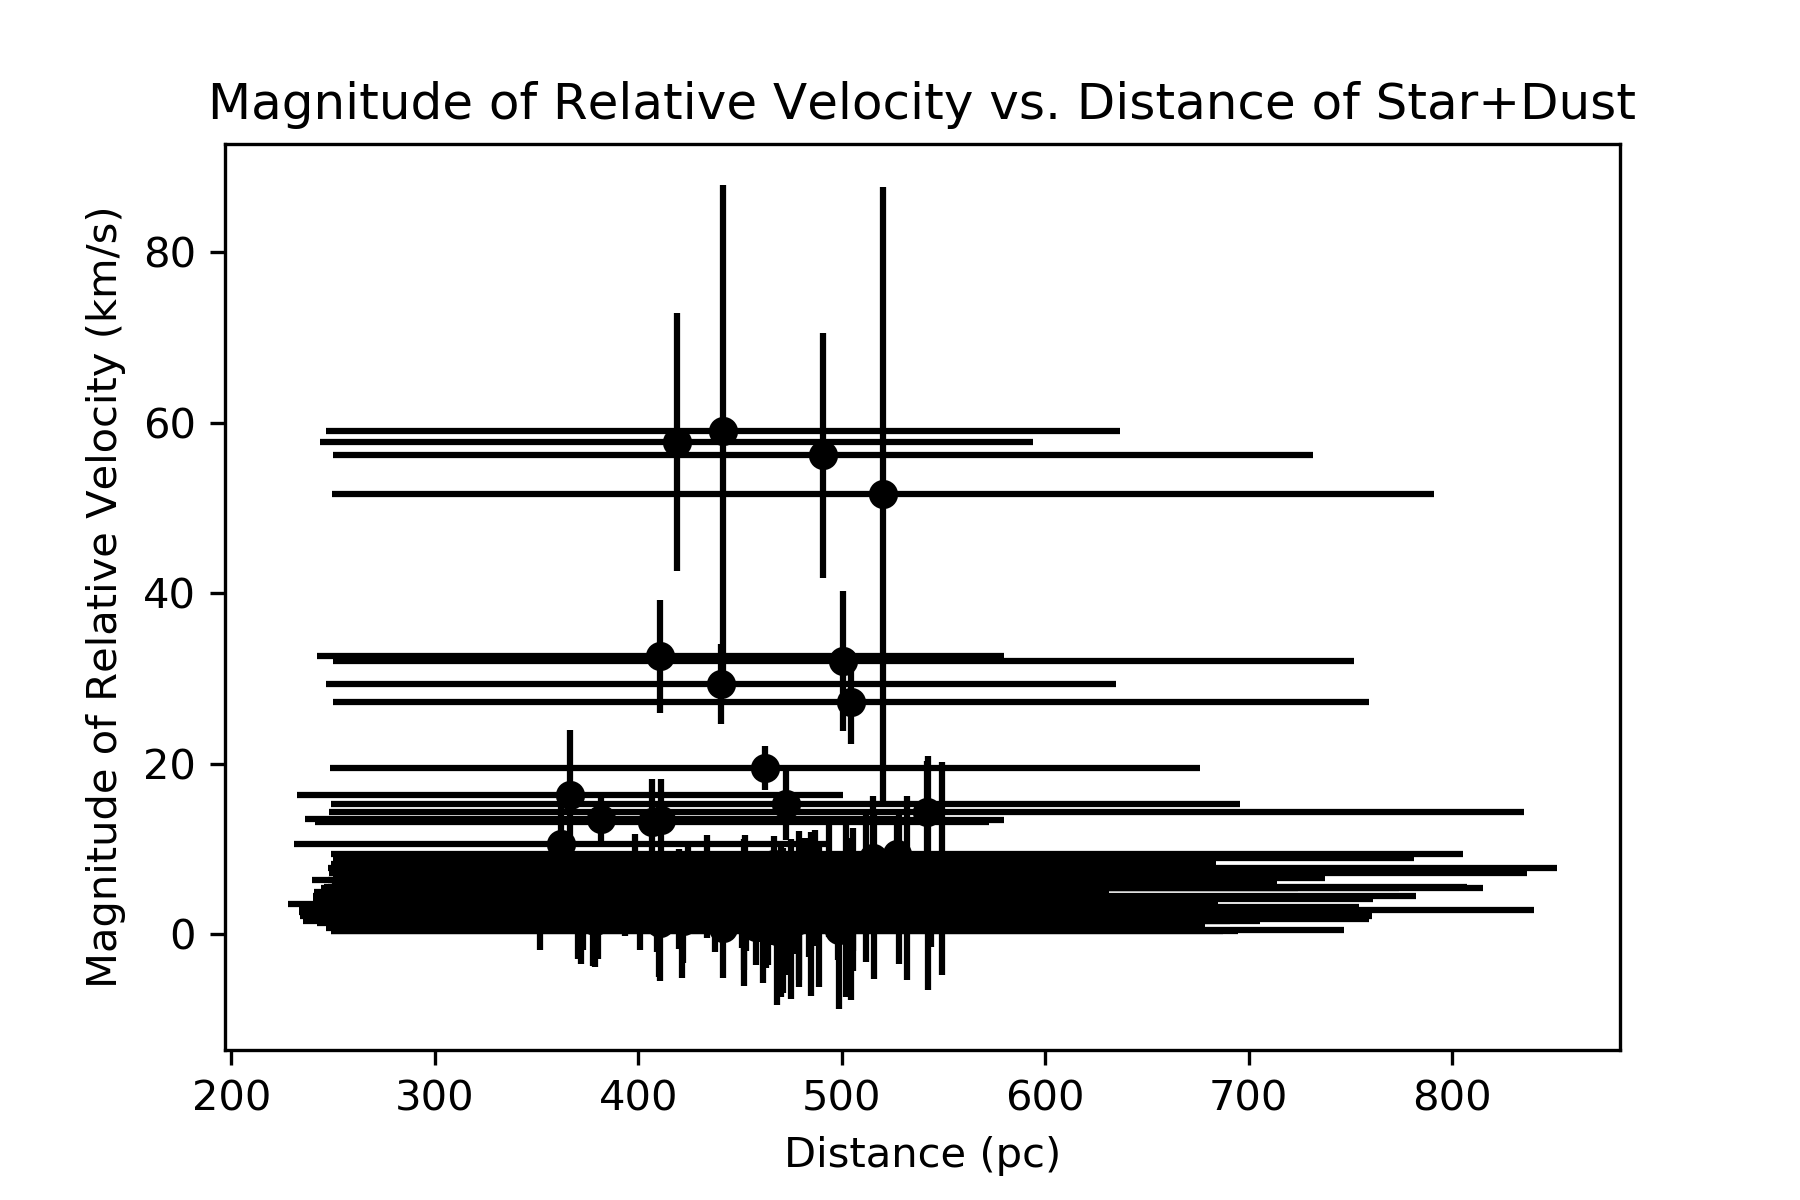 Magnitude of Relative Velocity vs. Distance of Star+Dust
Magnitude of Relative Velocity (km/s)
80
60
40
20
0
200 300 400 500 600 700 800
Distance (pc)